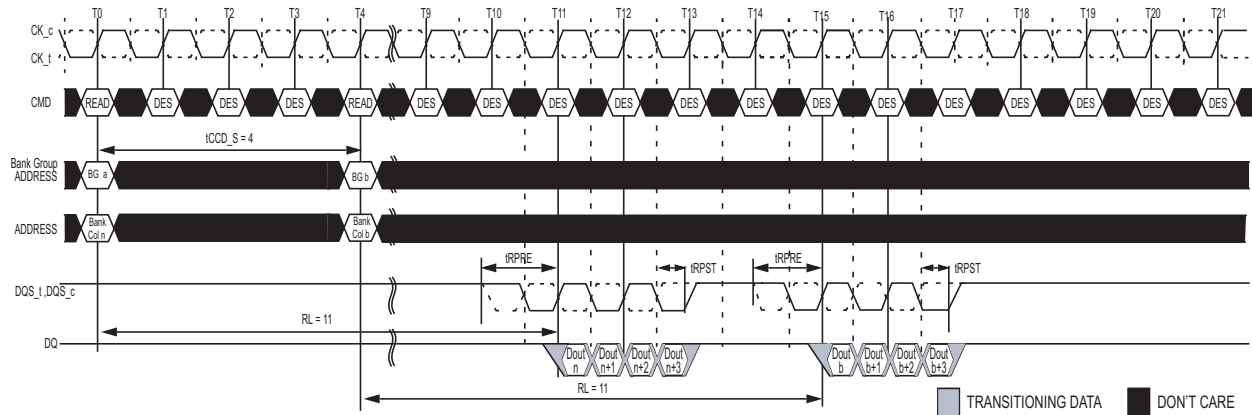 T0 T1 T2 T3 T4 T9 T10 T11 T12 T13 T14 T15 T16 T17 T18 T19 T20 T21
CK_c
CK_t
CMD READ DES DES DES READ DES DES DES DES DES DES DES DES DES DES DES DES DES
tCCD_S = 4
Bank Group
ADDRESS BG a BG b
ADDRESS Bank Col n Bank Col b
tRPRE tRPST tRPRE tRPST
DQS_t ,DQS_c
RL = 11
DQ Dout n Dout n+1 Dout n+2 Dout n+3 Dout b Dout b+1 Dout b+2 Dout b+3
RL = 11
TRANSITIONING DATA DON'T CARE